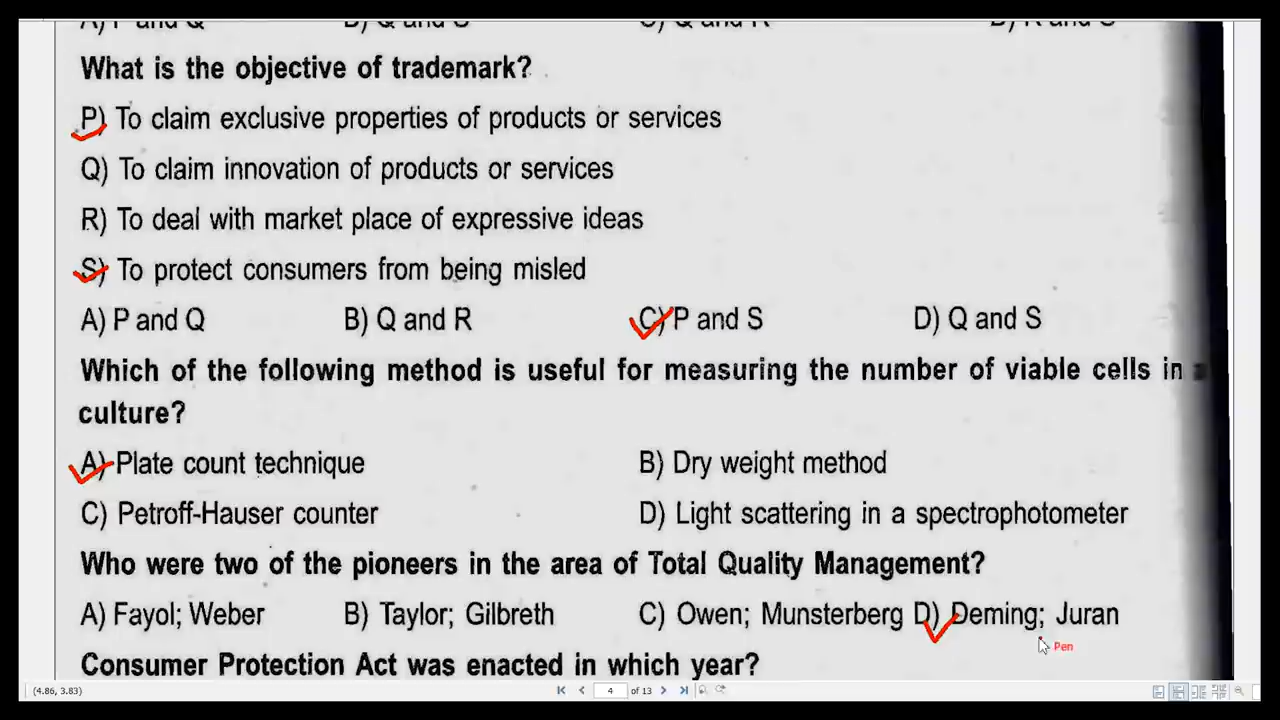 A) P and Q B) Q and S C) Q and R D) R and S
What is the objective of trademark?
P) To claim exclusive properties of products or services
Q) To claim innovation of products or services
R) To deal with market place of expressive ideas
S) To protect consumers from being misled
A) P and Q B) Q and R C) P and S D) Q and S
Which of the following method is useful for measuring the number of viable cells in a
culture?
A) Plate count technique B) Dry weight method
C) Petroff-Hauser counter D) Light scattering in a spectrophotometer
Who were two of the pioneers in the area of Total Quality Management?
A) Fayol; Weber B) Taylor; Gilbreth C) Owen; Munsterberg D) Deming; Juran
Pen
Consumer Protection Act was enacted in which year?
(4.86, 3.83) 4 of 13